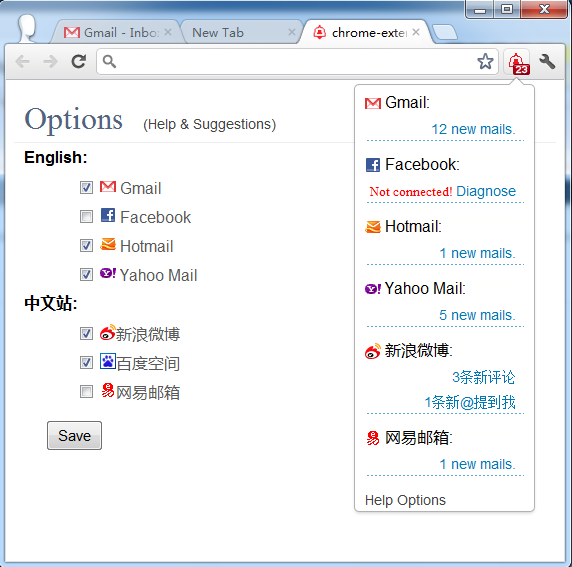 Gmail - Inbo
New Tab
chrome-exter
23
Options (Help & Suggestions)
English:
Gmail
Facebook
Hotmail
Yahoo Mail
中文站:
新浪微博
百度空间
网易邮箱
Save
Gmail:
12 new mails.
Facebook:
Not connected! Diagnose
Hotmail:
1 new mails.
Yahoo Mail:
5 new mails.
新浪微博:
3条新评论
1条新@提到我
网易邮箱:
1 new mails.
Help Options